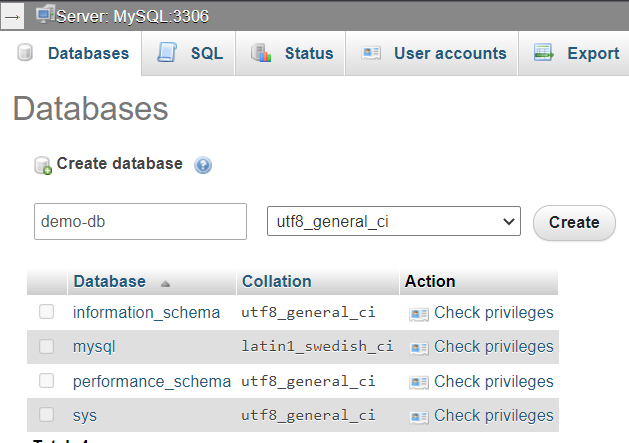 Server: MySQL:3306
Databases SQL Status User accounts Export
Databases
Create database
demo-db utf8_general_ci Create
Database Collation Action
information_schema utf8_general_ci Check privileges
mysql latin1_swedish_ci Check privileges
performance_schema utf8_general_ci Check privileges
sys utf8_general_ci Check privileges